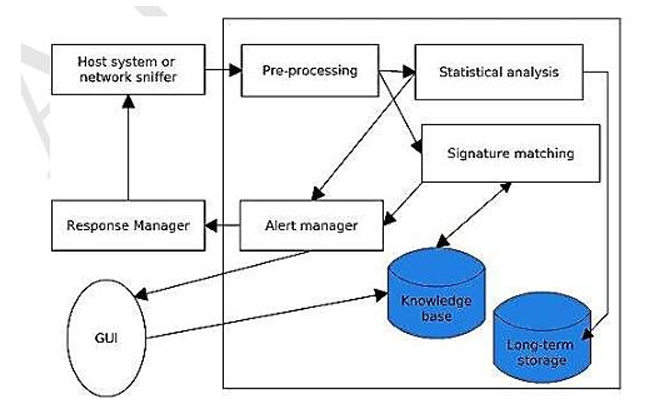 Host system or
network sniffer
Pre-processing
Statistical analysis
Signature matching
Response Manager
Alert manager
Knowledge
base
GUI
Long-term
storage